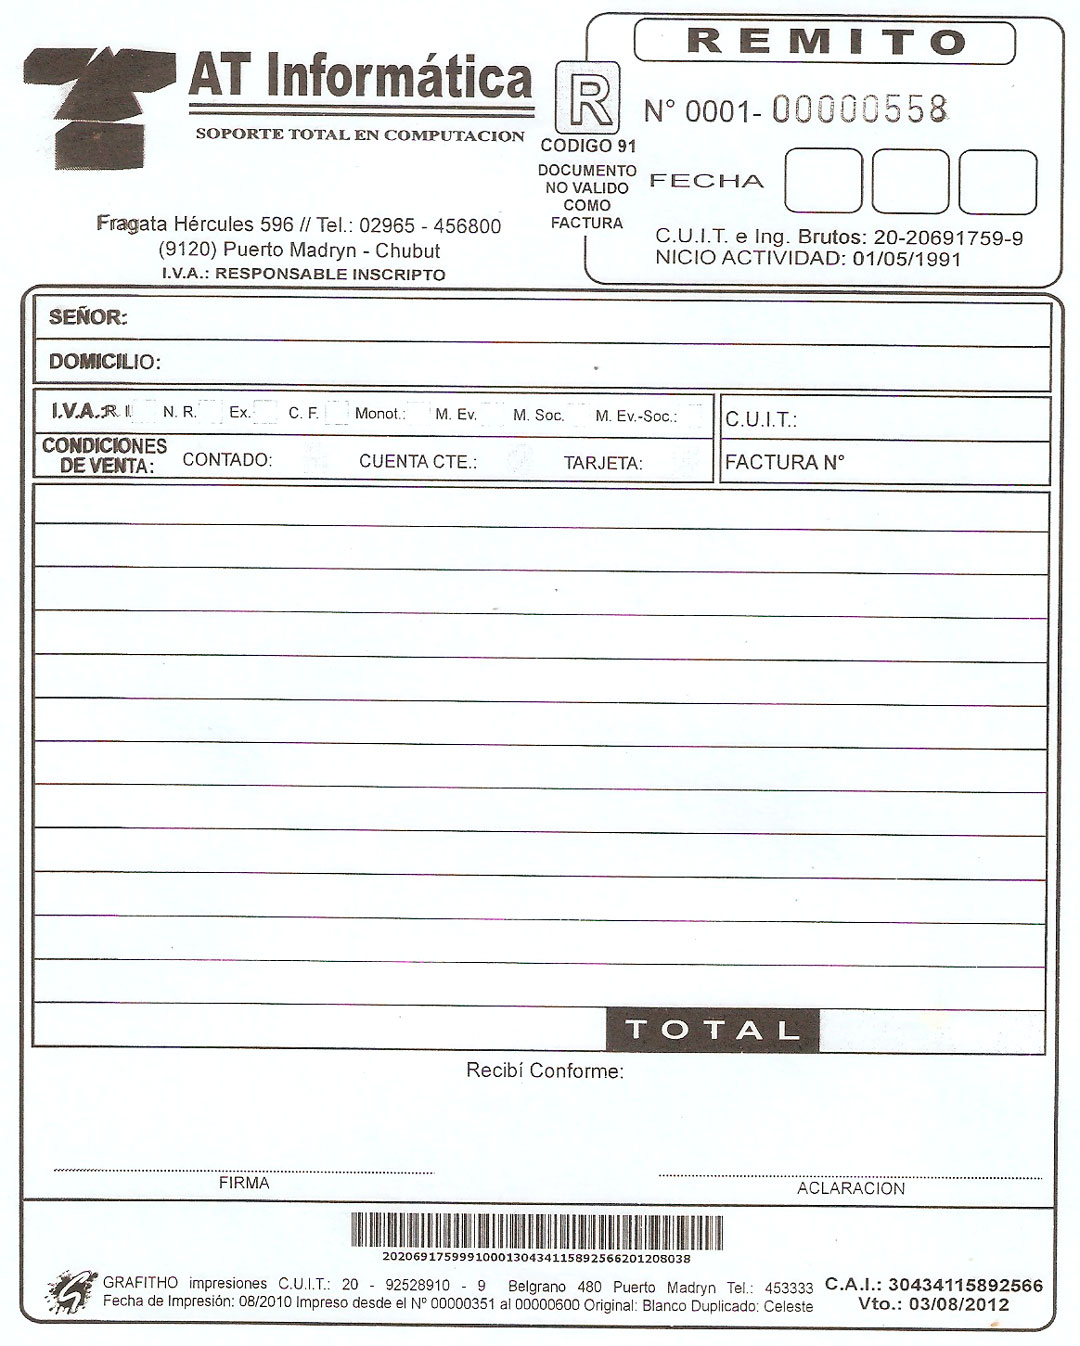 AT Informática
SOPORTE TOTAL EN COMPUTACION
Fragata Hércules 596 // Tel.: 02965 - 456800
(9120) Puerto Madryn - Chubut
I.V.A.: RESPONSABLE INSCRIPTO
R
CODIGO 91
DOCUMENTO
NO VALIDO
COMO
FACTURA
REMITO
N° 0001- 00000558
FECHA
C.U.I.T. e Ing. Brutos: 20-20691759-9
NICIO ACTIVIDAD: 01/05/1991
SEÑOR:
DOMICILIO:
I.V.A.: R. I. N. R. Ex. C. F. Monot.: M. Ev. M. Soc. M. Ev.-Soc.:
C.U.I.T.:
CONDICIONES
DE VENTA: CONTADO: CUENTA CTE.: TARJETA:
FACTURA N°
TOTAL
Recibí Conforme:
FIRMA
ACLARACION
2020691759991000130434115892566201208038
GRAFITHO impresiones C.U.I.T.: 20 - 92528910 - 9 Belgrano 480 Puerto Madryn Tel.: 453333
Fecha de Impresión: 08/2010 Impreso desde el Nº 00000351 al 00000600 Original: Blanco Duplicado: Celeste
C.A.I.: 30434115892566
Vto.: 03/08/2012